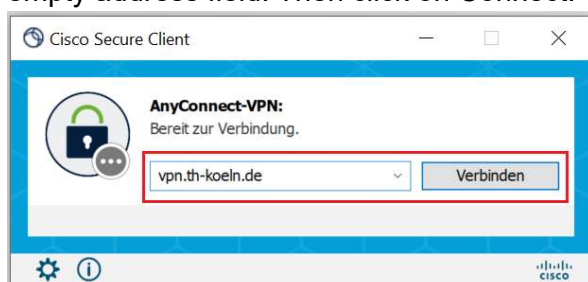 empty address field. Then click on Connect.
Cisco Secure Client
AnyConnect-VPN:
Bereit zur Verbindung.
vpn.th-koeln.de
Verbinden
CISCO